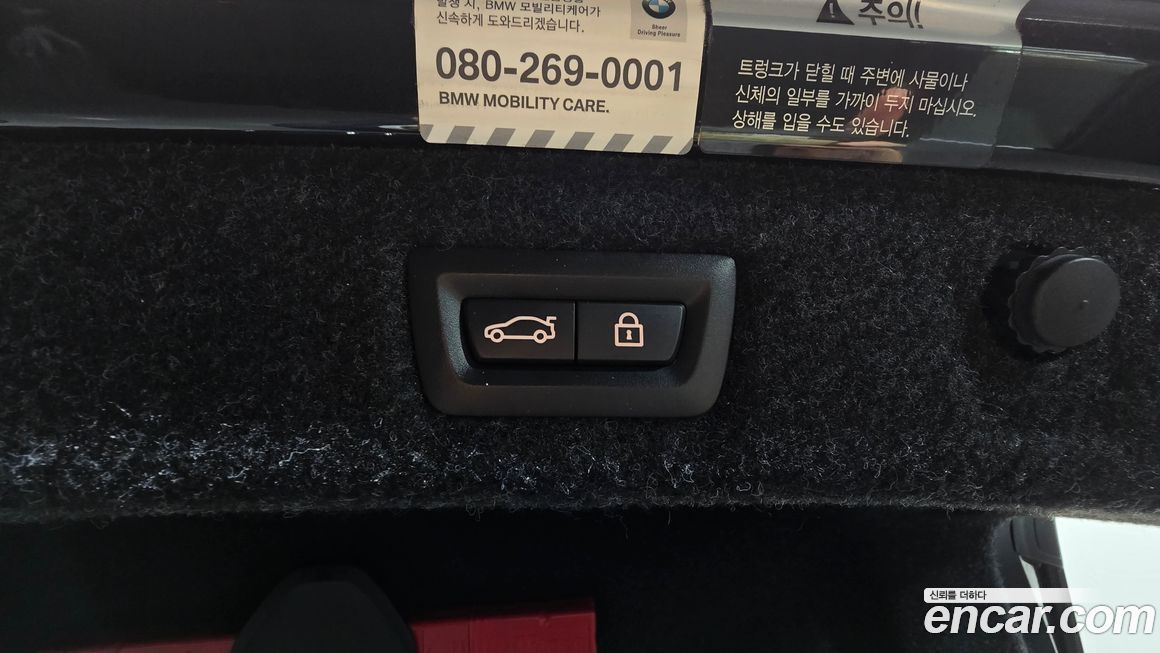 발생 시, BMW 모빌리티케어가
신속하게 도와드리겠습니다.
Sheer
Driving Pleasure
080-269-0001
BMW MOBILITY CARE.
주의!
트렁크가 닫힐 때 주변에 사물이나
신체의 일부를 가까이 두지 마십시오.
상해를 입을 수도 있습니다.
신뢰를 더하다
encar.com